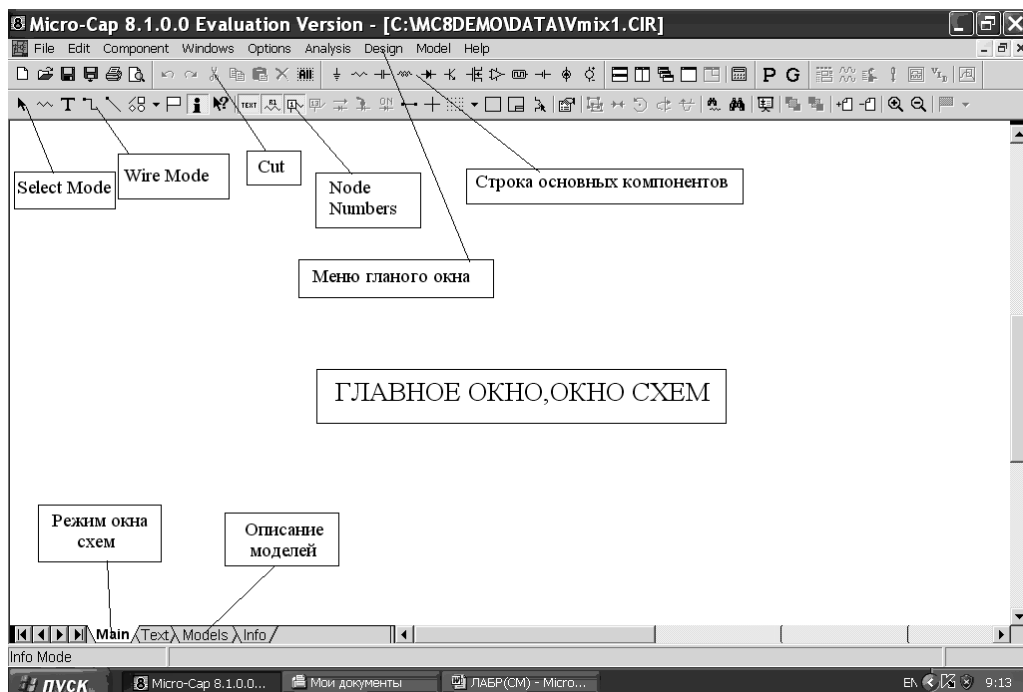 Micro-Cap 8.1.0.0 Evaluation Version - [C:\MC8DEMO\DATA\Vmix1.CIR]
File Edit Component Windows Options Analysis Design Model Help
P G
T TEXT
Select Mode
Wire Mode
Cut
Node
Numbers
Строка основных компонентов
Меню гланого окна
ГЛАВНОЕ ОКНО,ОКНО СХЕМ
Режим окна
схем
Описание
моделей
Main Text Models Info
Info Mode
пуск Micro-Cap 8.1.0.0... Мои документы ЛАБР(СМ) - Micro... EN 9:13